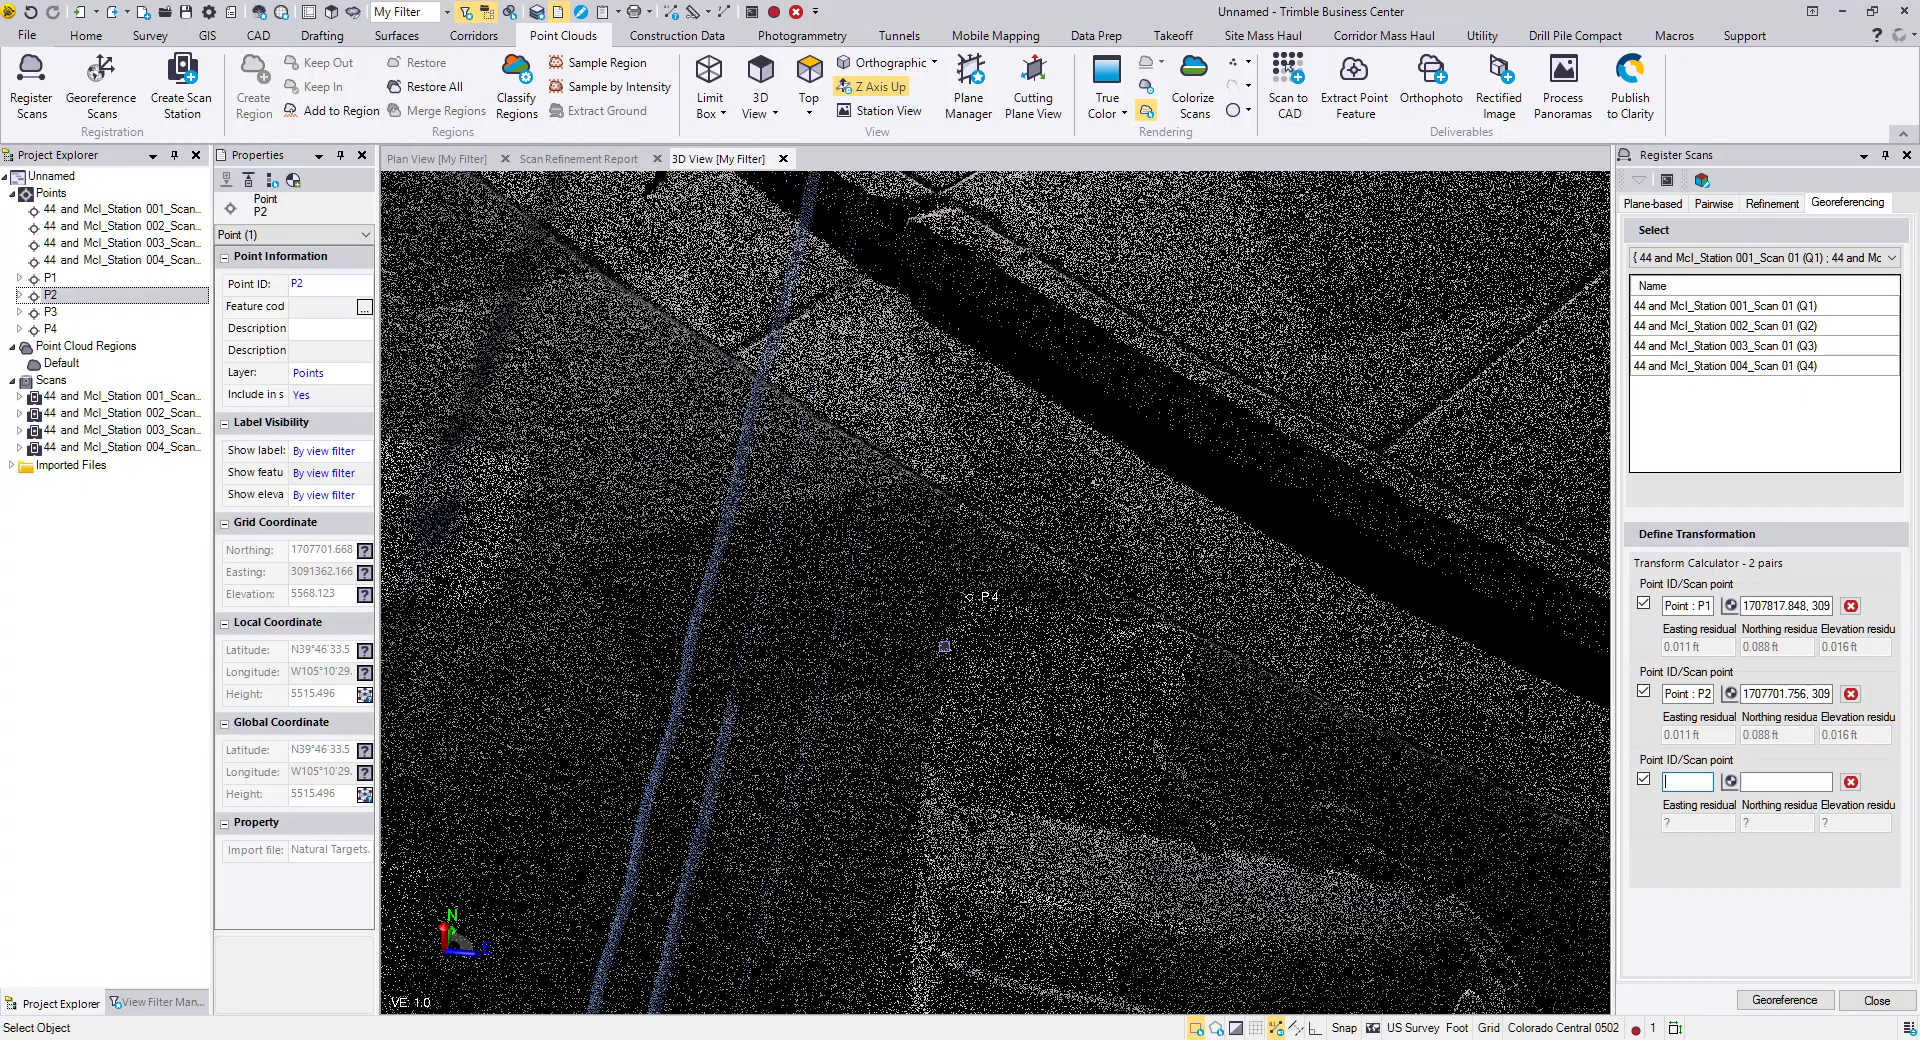 My Filter
Unnamed - Trimble Business Center
File Home Survey GIS CAD Drafting Surfaces Corridors Point Clouds Construction Data Photogrammetry Tunnels Mobile Mapping Data Prep Takeoff Site Mass Haul Corridor Mass Haul Utility Drill Pile Compact Macros Support
Register Scans
Georeference Scans
Create Scan Station
Registration
Create Region
Keep Out
Keep In
Add to Region
Restore
Restore All
Merge Regions
Classify Regions
Sample Region
Sample by Intensity
Extract Ground
Regions
Limit Box
3D View
Top
Orthographic
Z Axis Up
Station View
Plane Manager
Cutting Plane View
View
True Color
Colorize Scans
Rendering
Scan to CAD
Extract Point Feature
Orthophoto
Rectified Image
Process Panoramas
Publish to Clarity
Deliverables
Project Explorer
Unnamed
Points
44 and Mcl_Station 001_Scan...
44 and Mcl_Station 002_Scan...
44 and Mcl_Station 003_Scan...
44 and Mcl_Station 004_Scan...
P1
P2
P3
P4
Point Cloud Regions
Default
Scans
44 and Mcl_Station 001_Scan...
44 and Mcl_Station 002_Scan...
44 and Mcl_Station 003_Scan...
44 and Mcl_Station 004_Scan...
Imported Files
Project Explorer
View Filter Man...
Properties
Point
P2
Point (1)
Point Information
Point ID: P2
Feature cod ...
Description
Description
Layer: Points
Include in s Yes
Label Visibility
Show label: By view filter
Show featu By view filter
Show eleva By view filter
Grid Coordinate
Northing: 1707701.668 ?
Easting: 3091362.166 ?
Elevation: 5568.123 ?
Local Coordinate
Latitude: N39°46'33.5 ?
Longitude: W105°10'29. ?
Height: 5515.496
Global Coordinate
Latitude: N39°46'33.5 ?
Longitude: W105°10'29. ?
Height: 5515.496
Property
Import file: Natural Targets.
Plan View [My Filter]
Scan Refinement Report
3D View [My Filter]
P4
N
E
VE: 1.0
Register Scans
Plane-based Pairwise Refinement Georeferencing
Select
{ 44 and Mcl_Station 001_Scan 01 (Q1) ; 44 and Mc
Name
44 and Mcl_Station 001_Scan 01 (Q1)
44 and Mcl_Station 002_Scan 01 (Q2)
44 and Mcl_Station 003_Scan 01 (Q3)
44 and Mcl_Station 004_Scan 01 (Q4)
Define Transformation
Transform Calculator - 2 pairs
Point ID/Scan point
Point : P1 1707817.848, 309
Easting residual Northing residua Elevation residu
0.011 ft 0.088 ft 0.016 ft
Point ID/Scan point
Point : P2 1707701.756, 309
Easting residual Northing residua Elevation residu
0.011 ft 0.088 ft 0.016 ft
Point ID/Scan point
Easting residual Northing residua Elevation residu
? ? ?
Georeference
Close
Select Object
Snap US Survey Foot Grid Colorado Central 0502 1